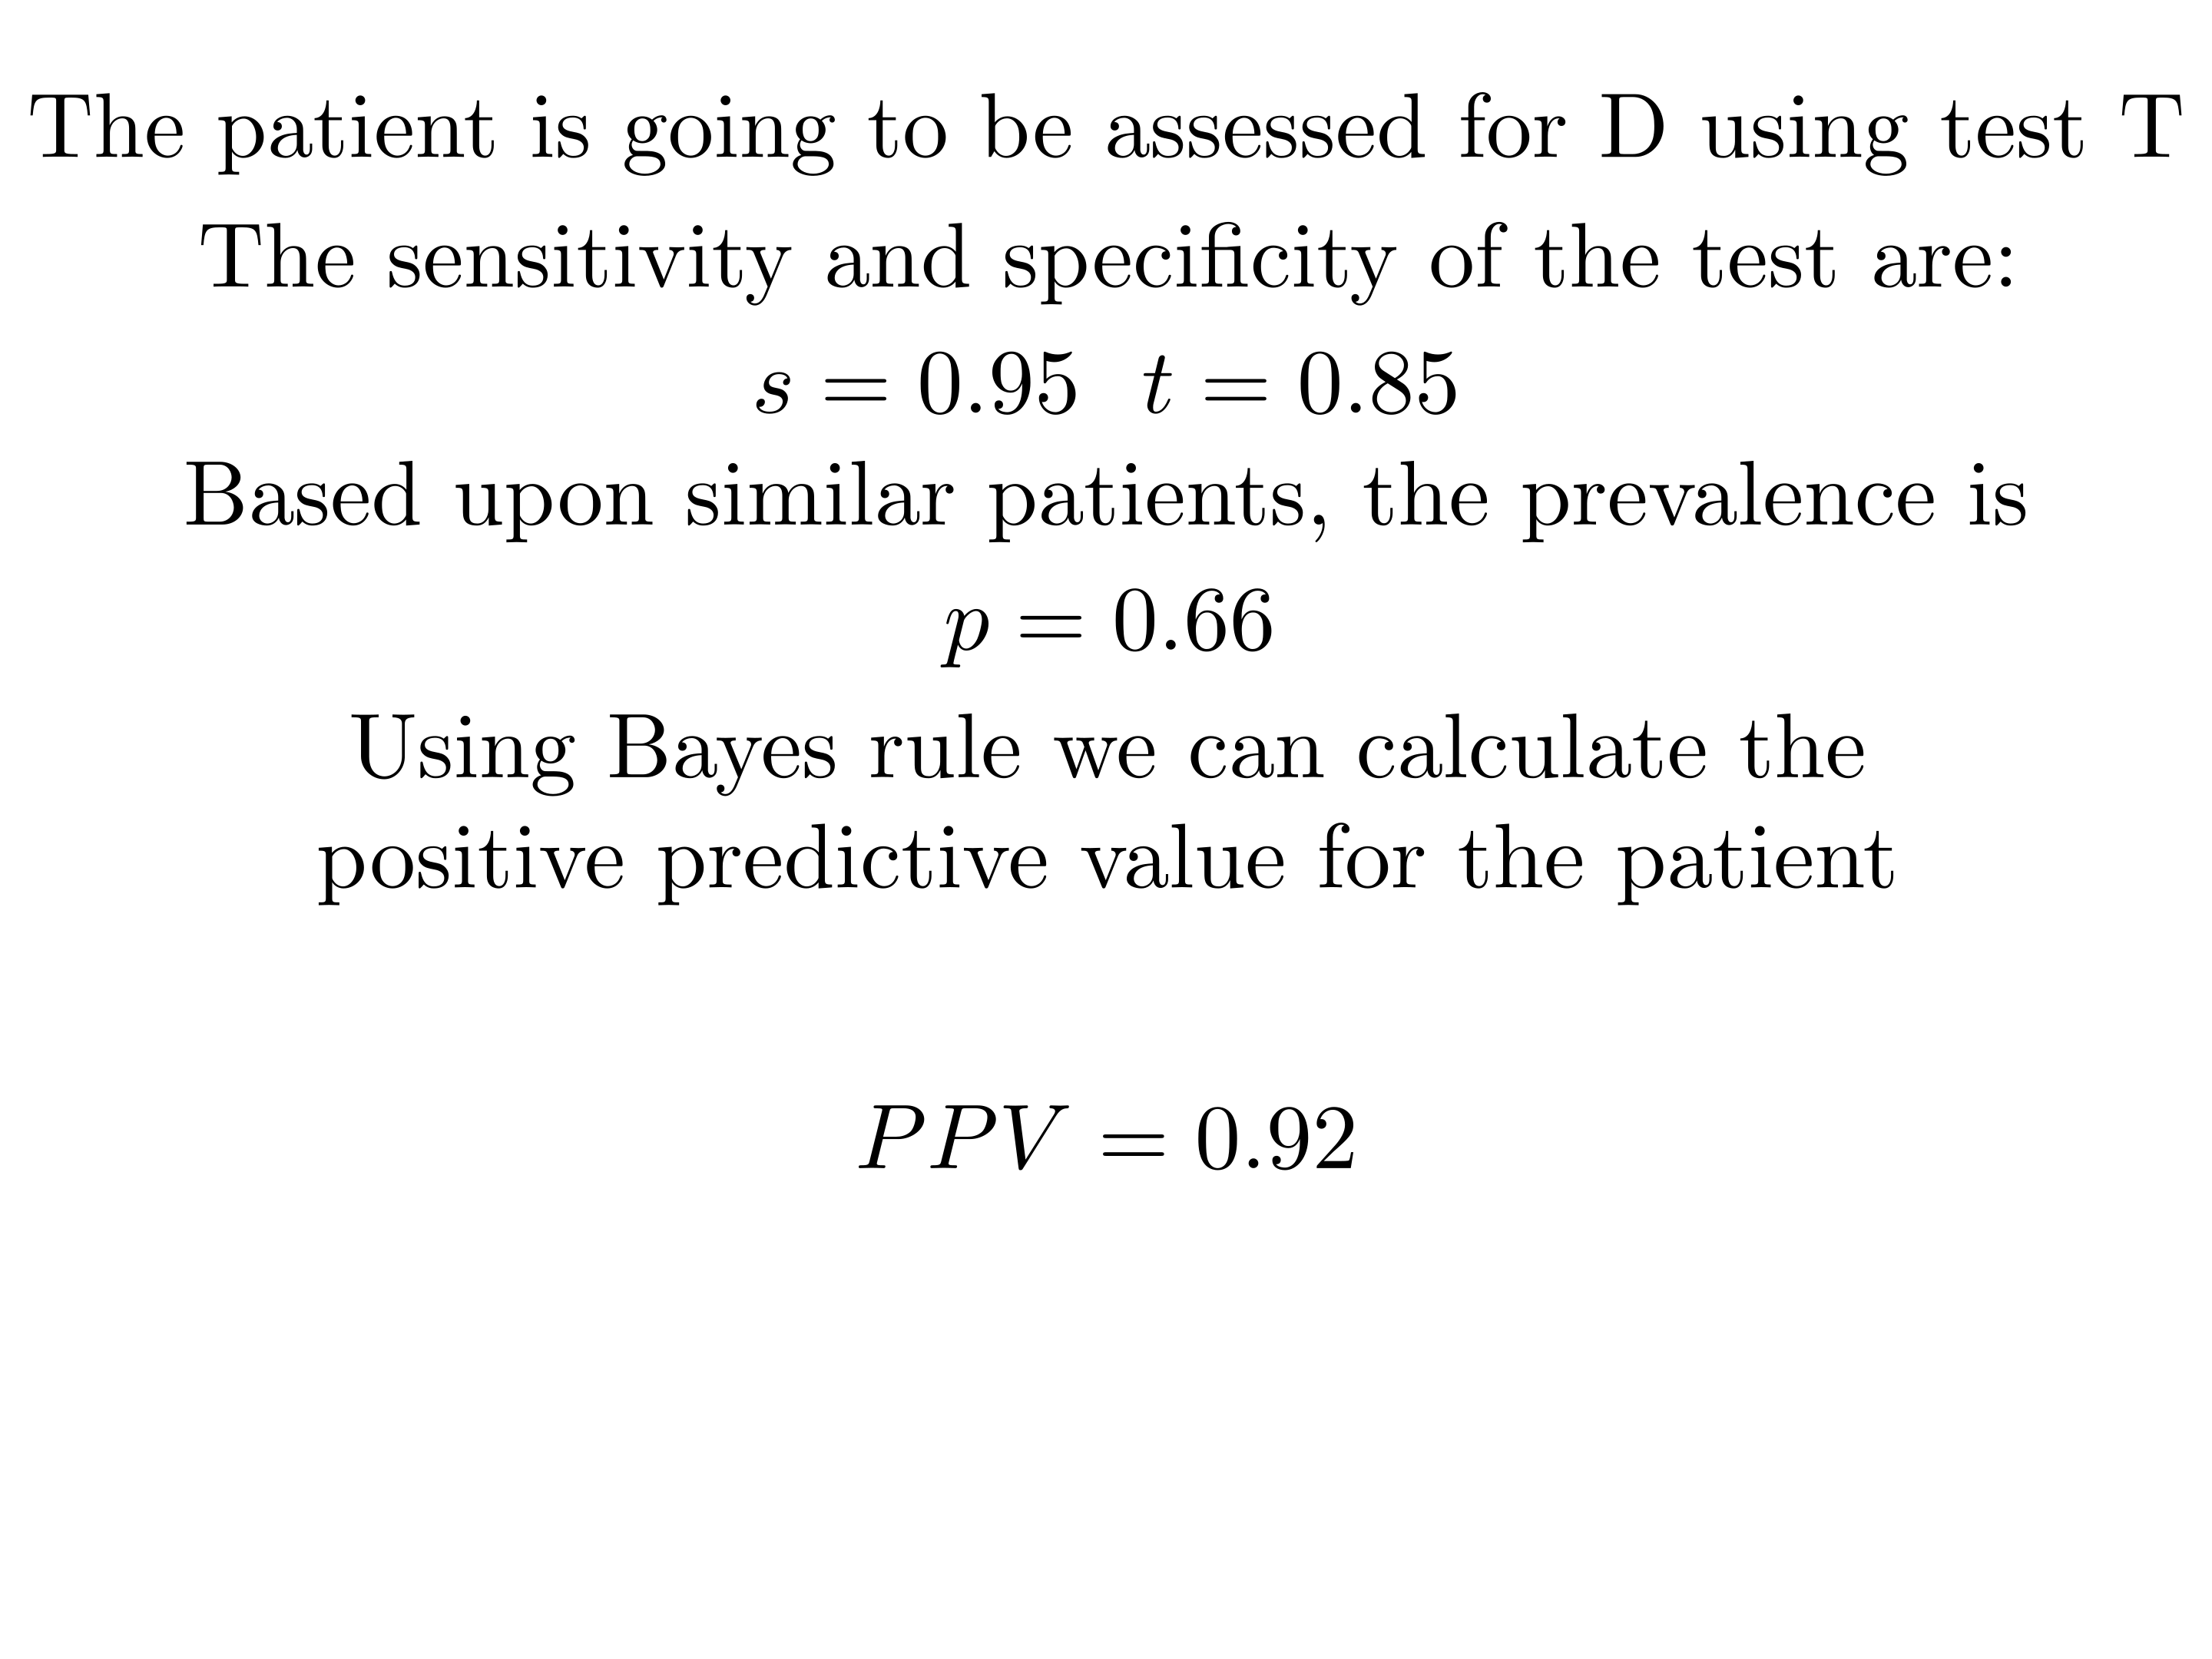 The patient is going to be assessed for D using test T
The sensitivity and specificity of the test are:
s = 0.95 t = 0.85
Based upon similar patients, the prevalence is
p = 0.66
Using Bayes rule we can calculate the
positive predictive value for the patient
PPV = 0.92